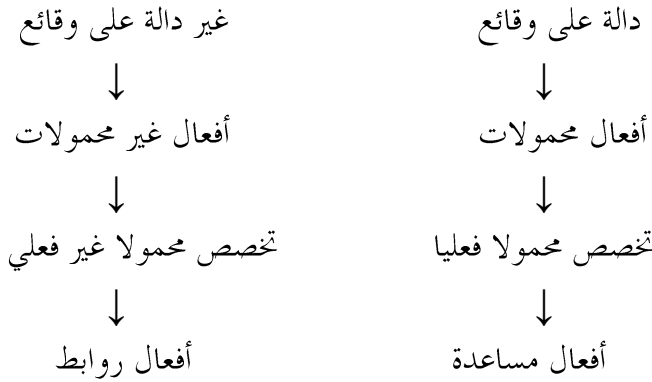 دالة على وقائع غير دالة على وقائع
↓ ↓
أفعال محمولات أفعال غير محمولات
↓ ↓
تخصص محمولا فعليا تخصص محمولا غير فعلي
↓ ↓
أفعال مساعدة أفعال روابط